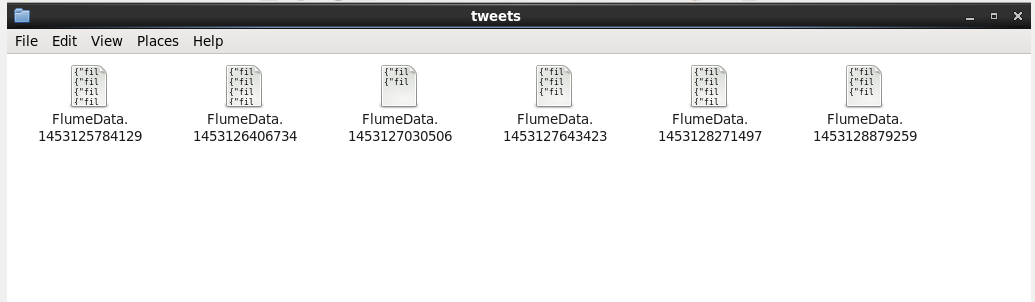 tweets
File Edit View Places Help
{"fil
{"fil
{"fil
{"fil
FlumeData.
1453125784129
{"fil
{"fil
{"fil
{"fil
FlumeData.
1453126406734
{"fil
{"fil
FlumeData.
1453127030506
{"fil
{"fil
{"fil
FlumeData.
1453127643423
{"fil
{"fil
{"fil
{"fil
FlumeData.
1453128271497
{"fil
{"fil
{"fil
FlumeData.
1453128879259